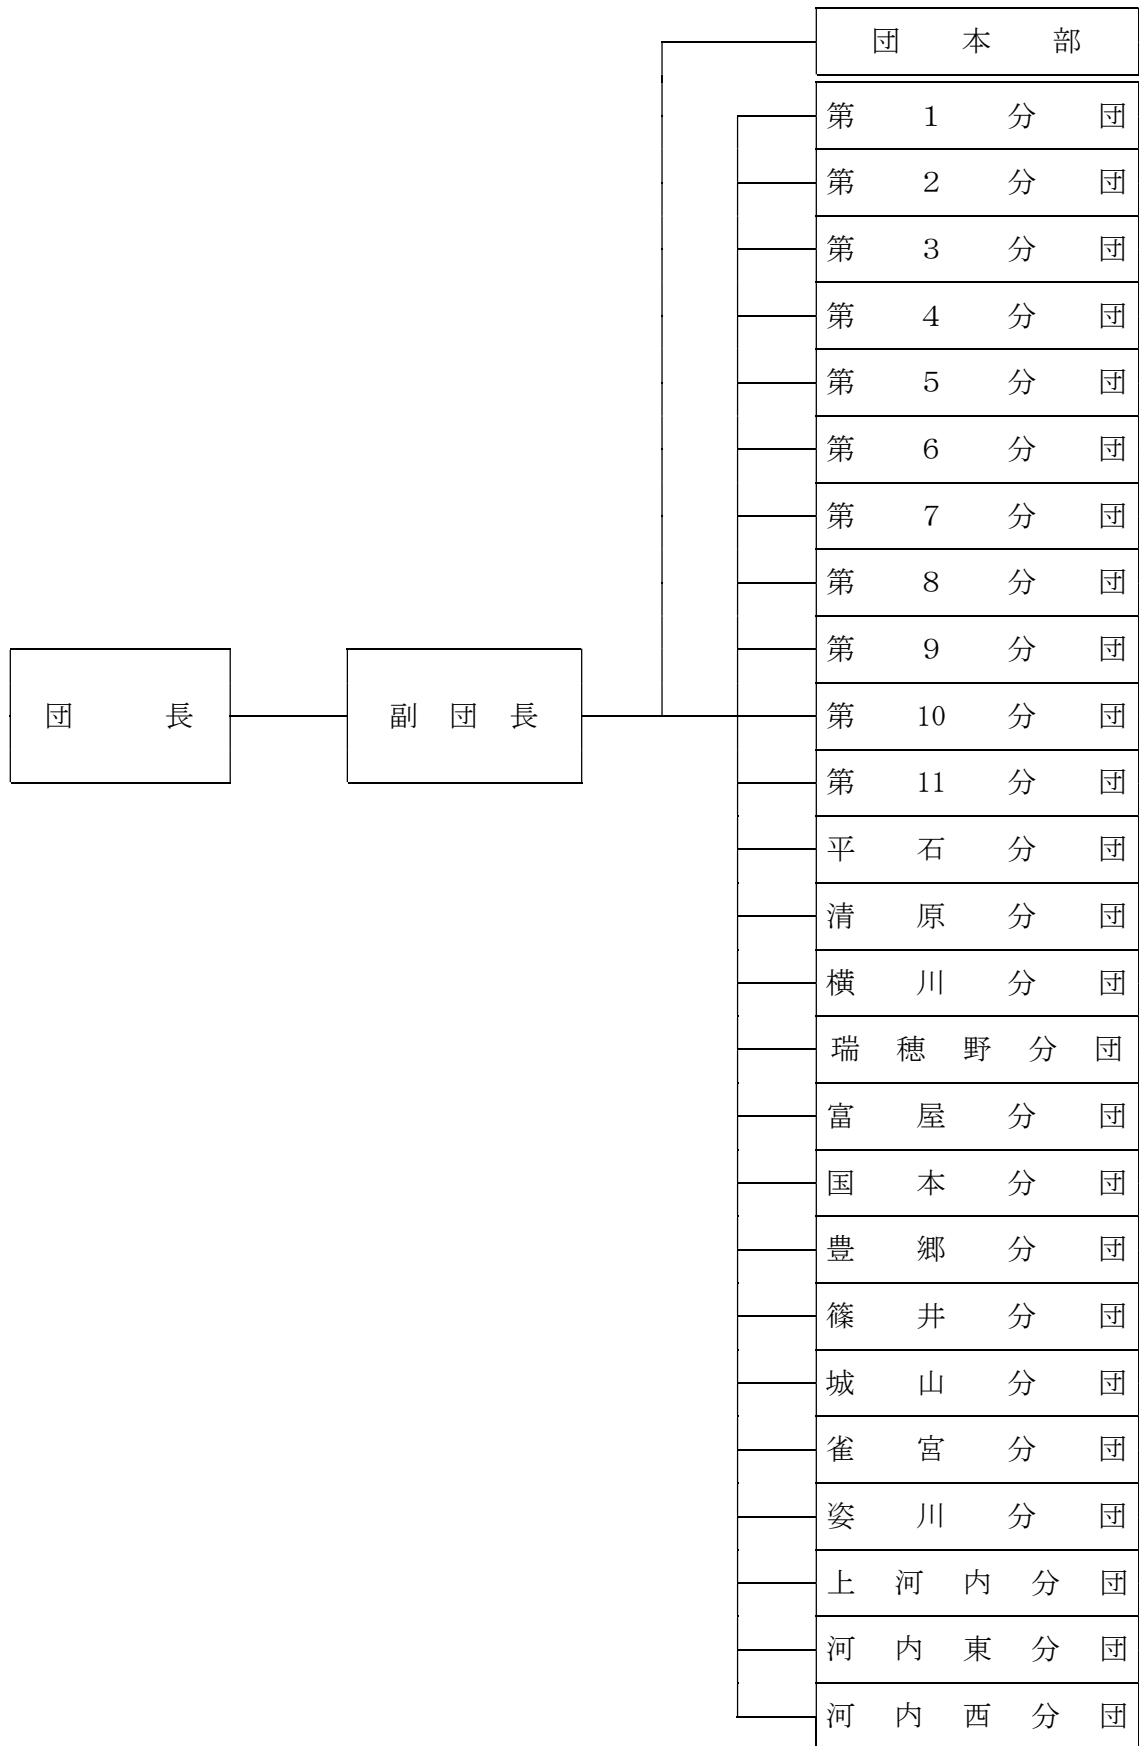 団本部
第1分団
第2分団
第3分団
第4分団
第5分団
第6分団
第7分団
第8分団
第9分団
団長 副団長 第10分団
第11分団
平石分団
清原分団
横川分団
瑞穂野分団
富屋分団
国本分団
豊郷分団
篠井分団
城山分団
雀宮分団
姿川分団
上河内分団
河内東分団
河内西分団